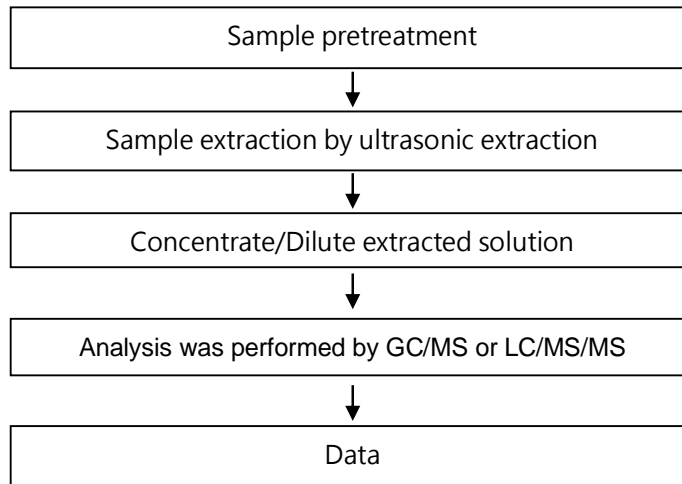 Sample pretreatment
Sample extraction by ultrasonic extraction
Concentrate/Dilute extracted solution
Analysis was performed by GC/MS or LC/MS/MS
Data